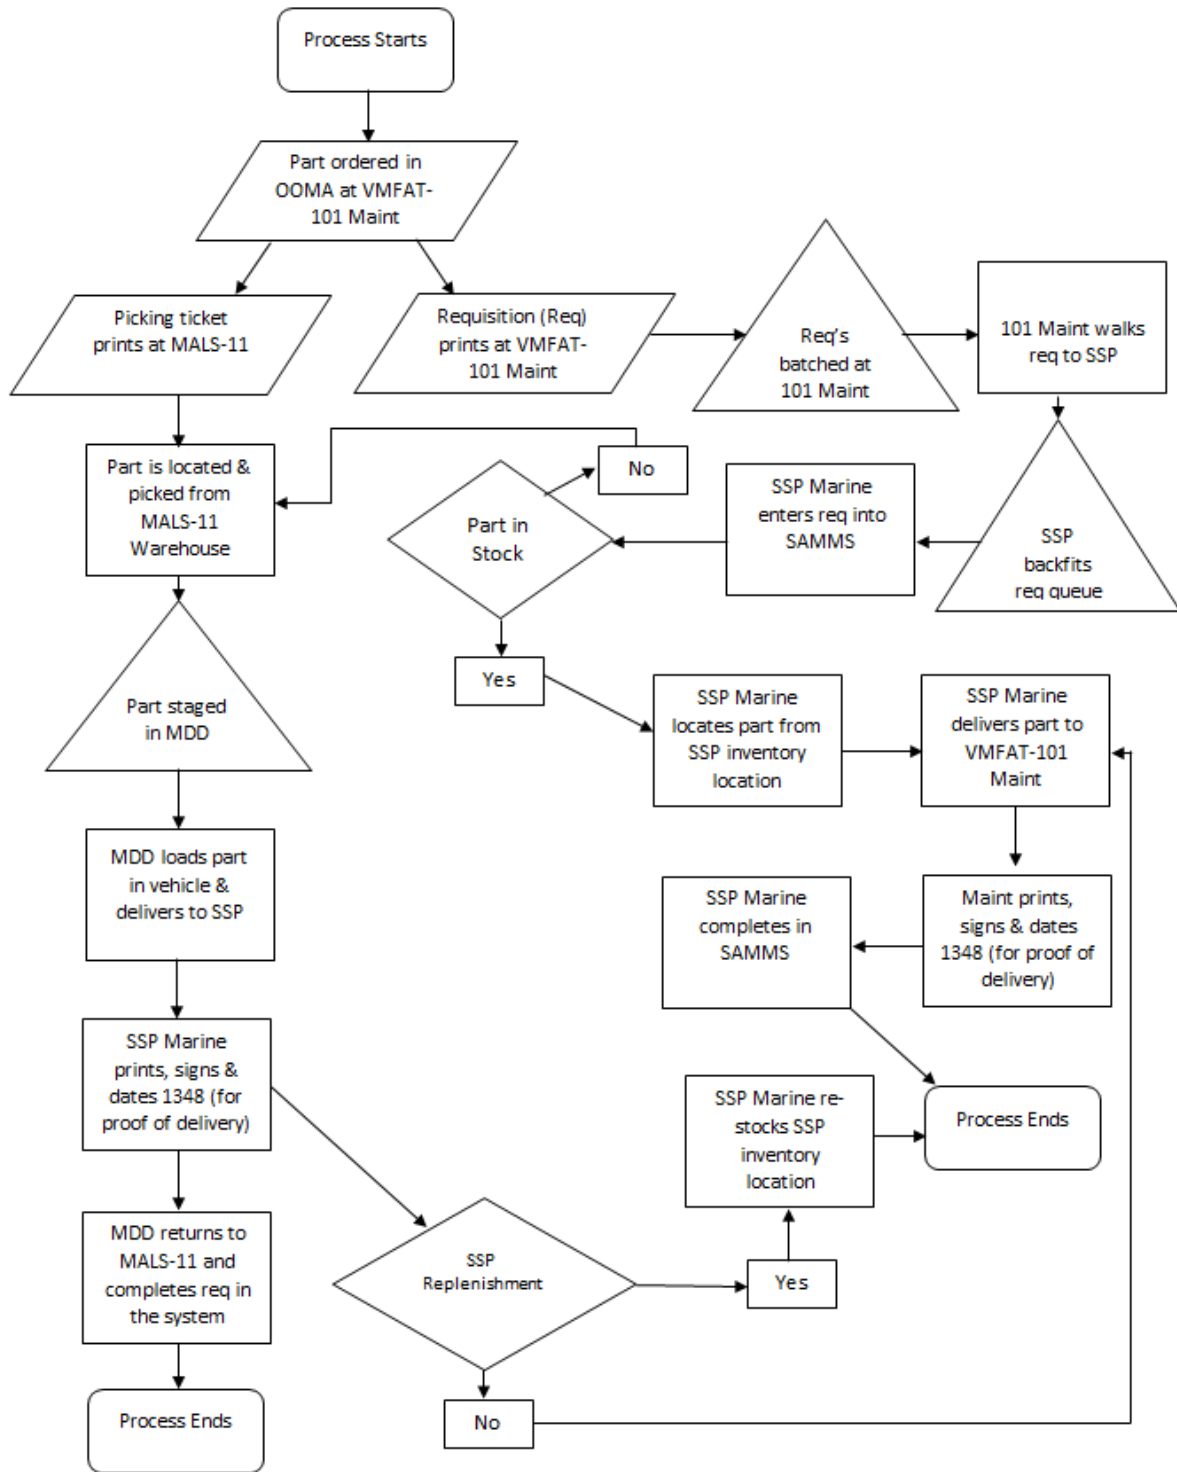 Process Starts
Part ordered in
OOMA at VMFAT-
101 Maint
Picking ticket
prints at MALS-11
Requisition (Req)
prints at VMFAT-
101 Maint
Req's
batched at
101 Maint
101 Maint walks
req to SSP
Part is located &
picked from
MALS-11
Warehouse
No
Part in
Stock
SSP Marine
enters req into
SAMMS
SSP
backfits
req queue
Yes
Part staged
in MDD
SSP Marine
locates part from
SSP inventory
location
SSP Marine
delivers part to
VMFAT-101
Maint
MDD loads part
in vehicle &
delivers to SSP
SSP Marine
completes in
SAMMS
Maint prints,
signs & dates
1348 (for proof of
delivery)
SSP Marine
prints, signs &
dates 1348 (for
proof of delivery)
SSP Marine re-
stocks SSP
inventory
location
Process Ends
MDD returns to
MALS-11 and
completes req in
the system
SSP
Replenishment
Yes
Process Ends
No